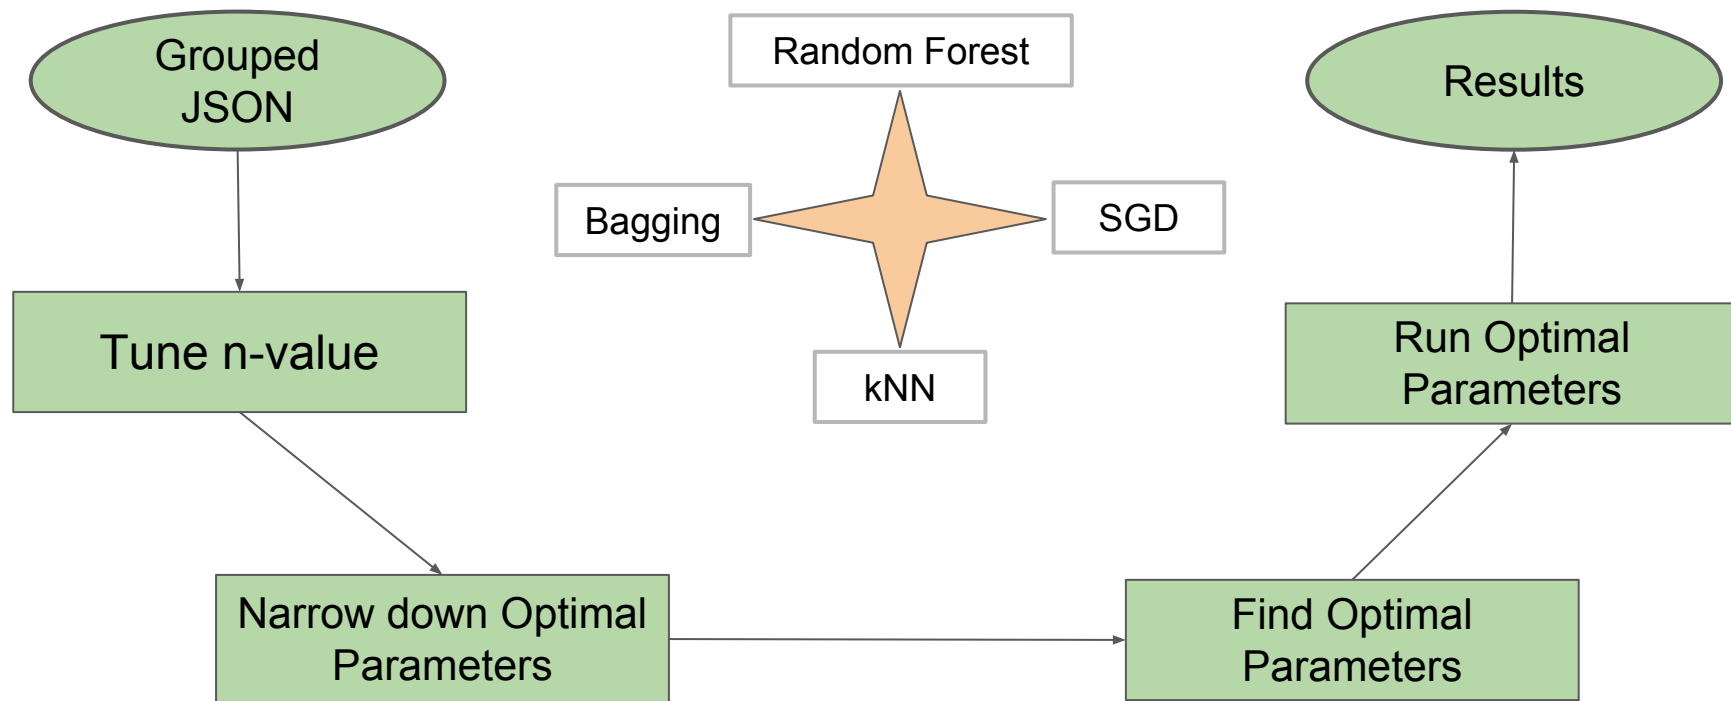 Grouped
JSON
Random Forest
Results
Bagging
SGD
Tune n-value
kNN
Run Optimal
Parameters
Narrow down Optimal
Parameters
Find Optimal
Parameters